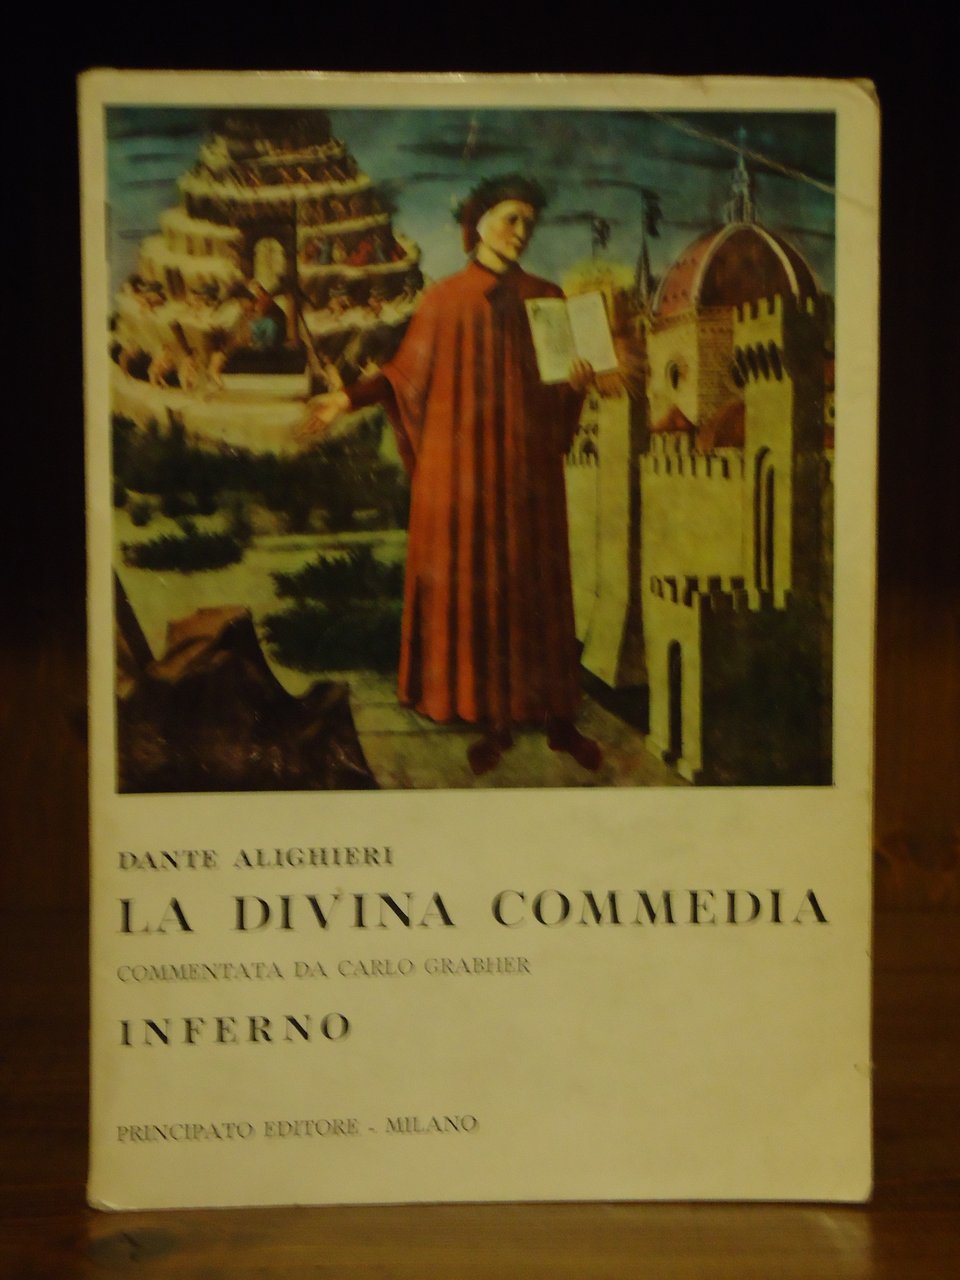 DANTE ALIGHIERI
LA DIVINA COMMEDIA
COMMENTATA DA CARLO GRABHER
INFERNO
PRINCIPATO EDITORE - MILANO